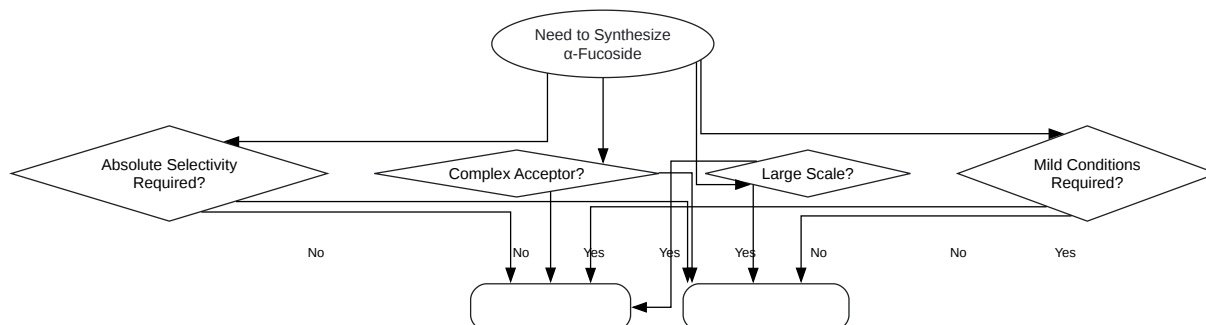 Need to Synthesize
α-Fucoside
Absolute Selectivity
Required?
Complex Acceptor?
Large Scale?
Mild Conditions
Required?
No
No
Yes
Yes
Yes
No
No
Yes